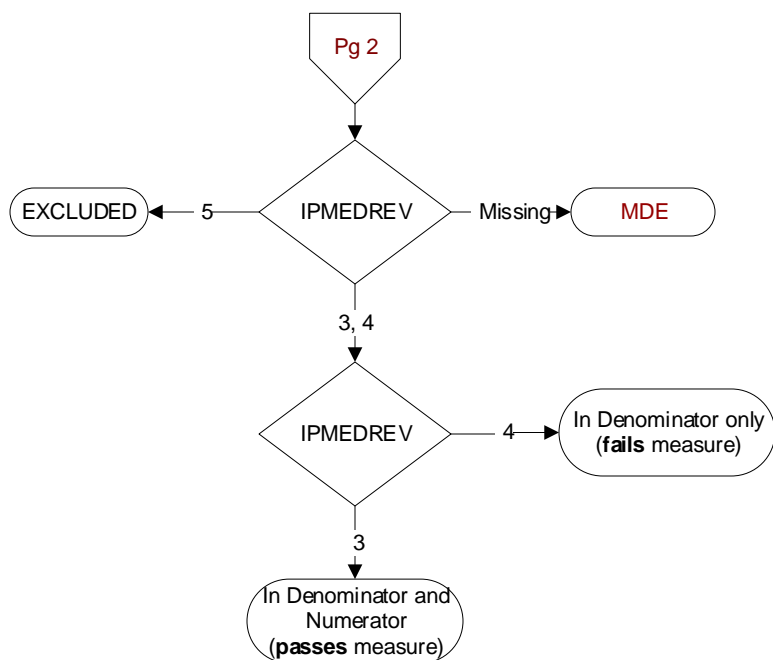 Pg 2
EXCLUDED
5
IPMEDREV
Missing
MDE
3, 4
IPMEDREV
4
In Denominator only
(fails measure)
3
In Denominator and
Numerator
(passes measure)